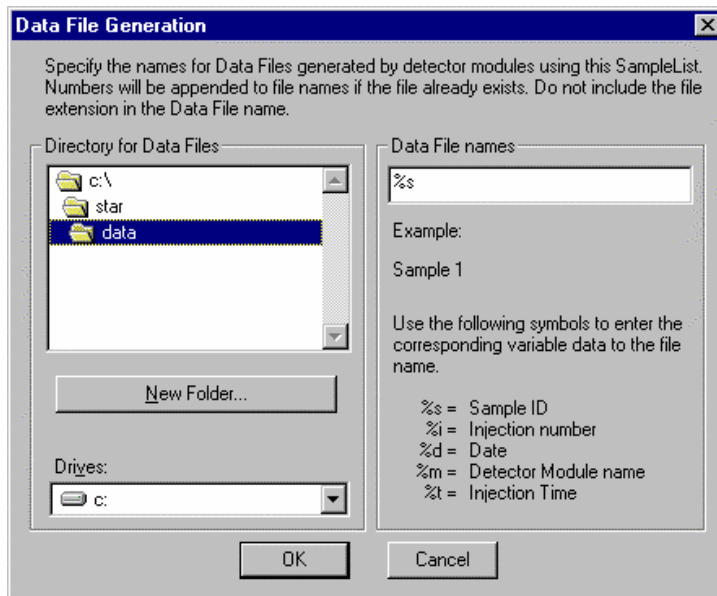 Data File Generation
Specify the names for Data Files generated by detector modules using this SampleList.
Numbers will be appended to file names if the file already exists. Do not include the file
extension in the Data File name.
Directory for Data Files
c:\
star
data
New Folder...
Drives:
c:
Data File names
%s
Example:
Sample 1
Use the following symbols to enter the
corresponding variable data to the file
name.
%s = Sample ID
%i = Injection number
%d = Date
%m = Detector Module name
%t = Injection Time
OK
Cancel